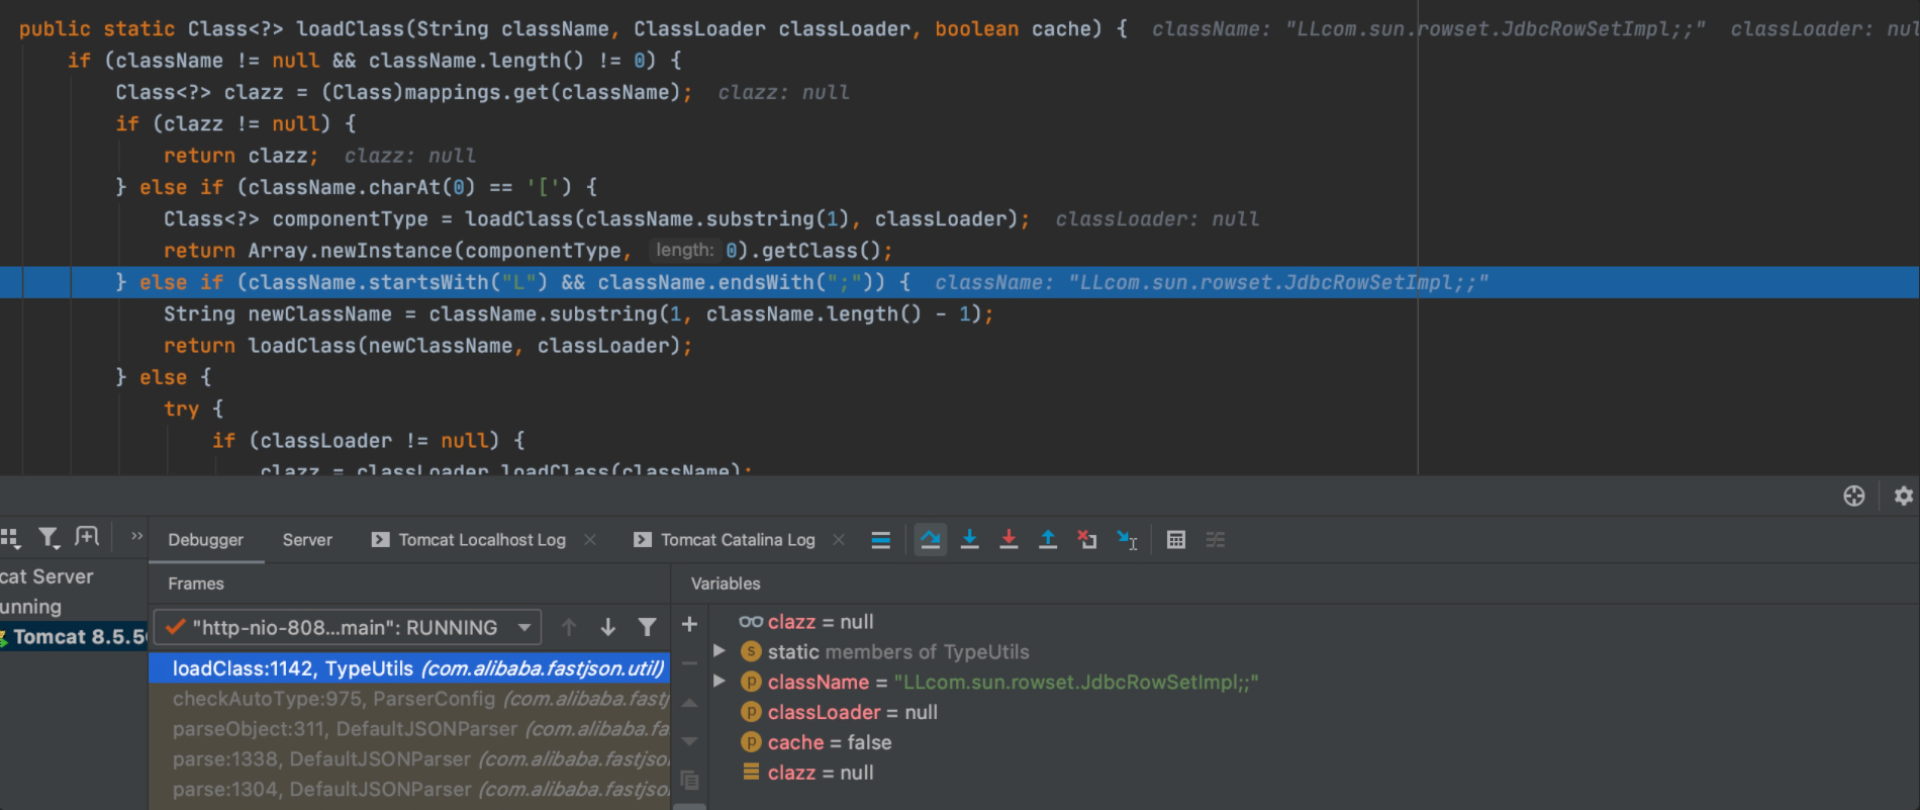 public static Class<?> loadClass(String className, ClassLoader classLoader, boolean cache) {  className: "LLcom.sun.rowset.JdbcRowSetImpl;;"  classLoader: nul
if (className != null && className.length() != 0) {
Class<?> clazz = (Class)mappings.get(className);  clazz: null
if (clazz != null) {
return clazz;  clazz: null
} else if (className.charAt(0) == '[') {
Class<?> componentType = loadClass(className.substring(1), classLoader);  classLoader: null
return Array.newInstance(componentType,  length: 0).getClass();
} else if (className.startsWith("L") && className.endsWith(";")) {  className: "LLcom.sun.rowset.JdbcRowSetImpl;;"
String newClassName = className.substring(1, className.length() - 1);
return loadClass(newClassName, classLoader);
} else {
try {
if (classLoader != null) {
clazz = classLoader.loadClass(className);
Debugger  Server  Tomcat Localhost Log  Tomcat Catalina Log
cat Server
unning
Tomcat 8.5.5
Frames
"http-nio-808...main": RUNNING
loadClass:1142, TypeUtils (com.alibaba.fastjson.util)
checkAutoType:975, ParserConfig (com.alibaba.fastj
parseObject:311, DefaultJSONParser (com.alibaba.fa
parse:1338, DefaultJSONParser (com.alibaba.fastjso
parse:1304, DefaultJSONParser (com.alibaba.fastjso
Variables
clazz = null
static members of TypeUtils
className = "LLcom.sun.rowset.JdbcRowSetImpl;;"
classLoader = null
cache = false
clazz = null